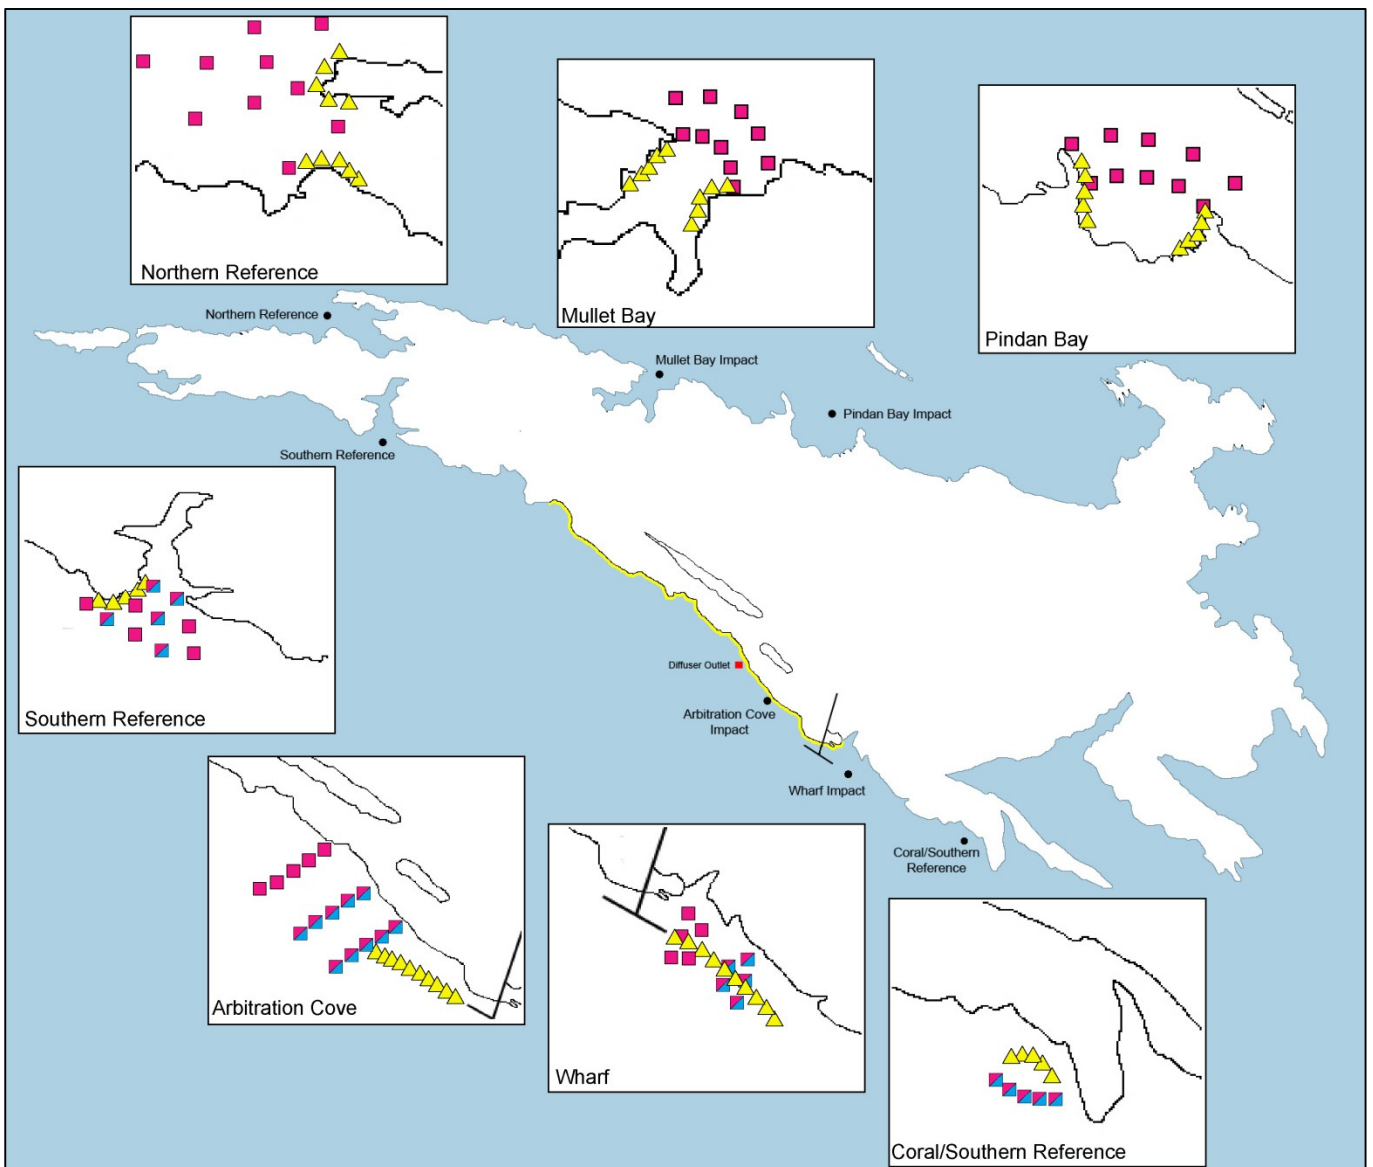 Northern Reference
Mullet Bay
Pindan Bay
Northern Reference
Mullet Bay Impact
Pindan Bay Impact
Southern Reference
Southern Reference
Diffuser Outlet
Arbitration Cove
Impact
Wharf Impact
Coral/Southern
Reference
Arbitration Cove
Wharf
Coral/Southern Reference